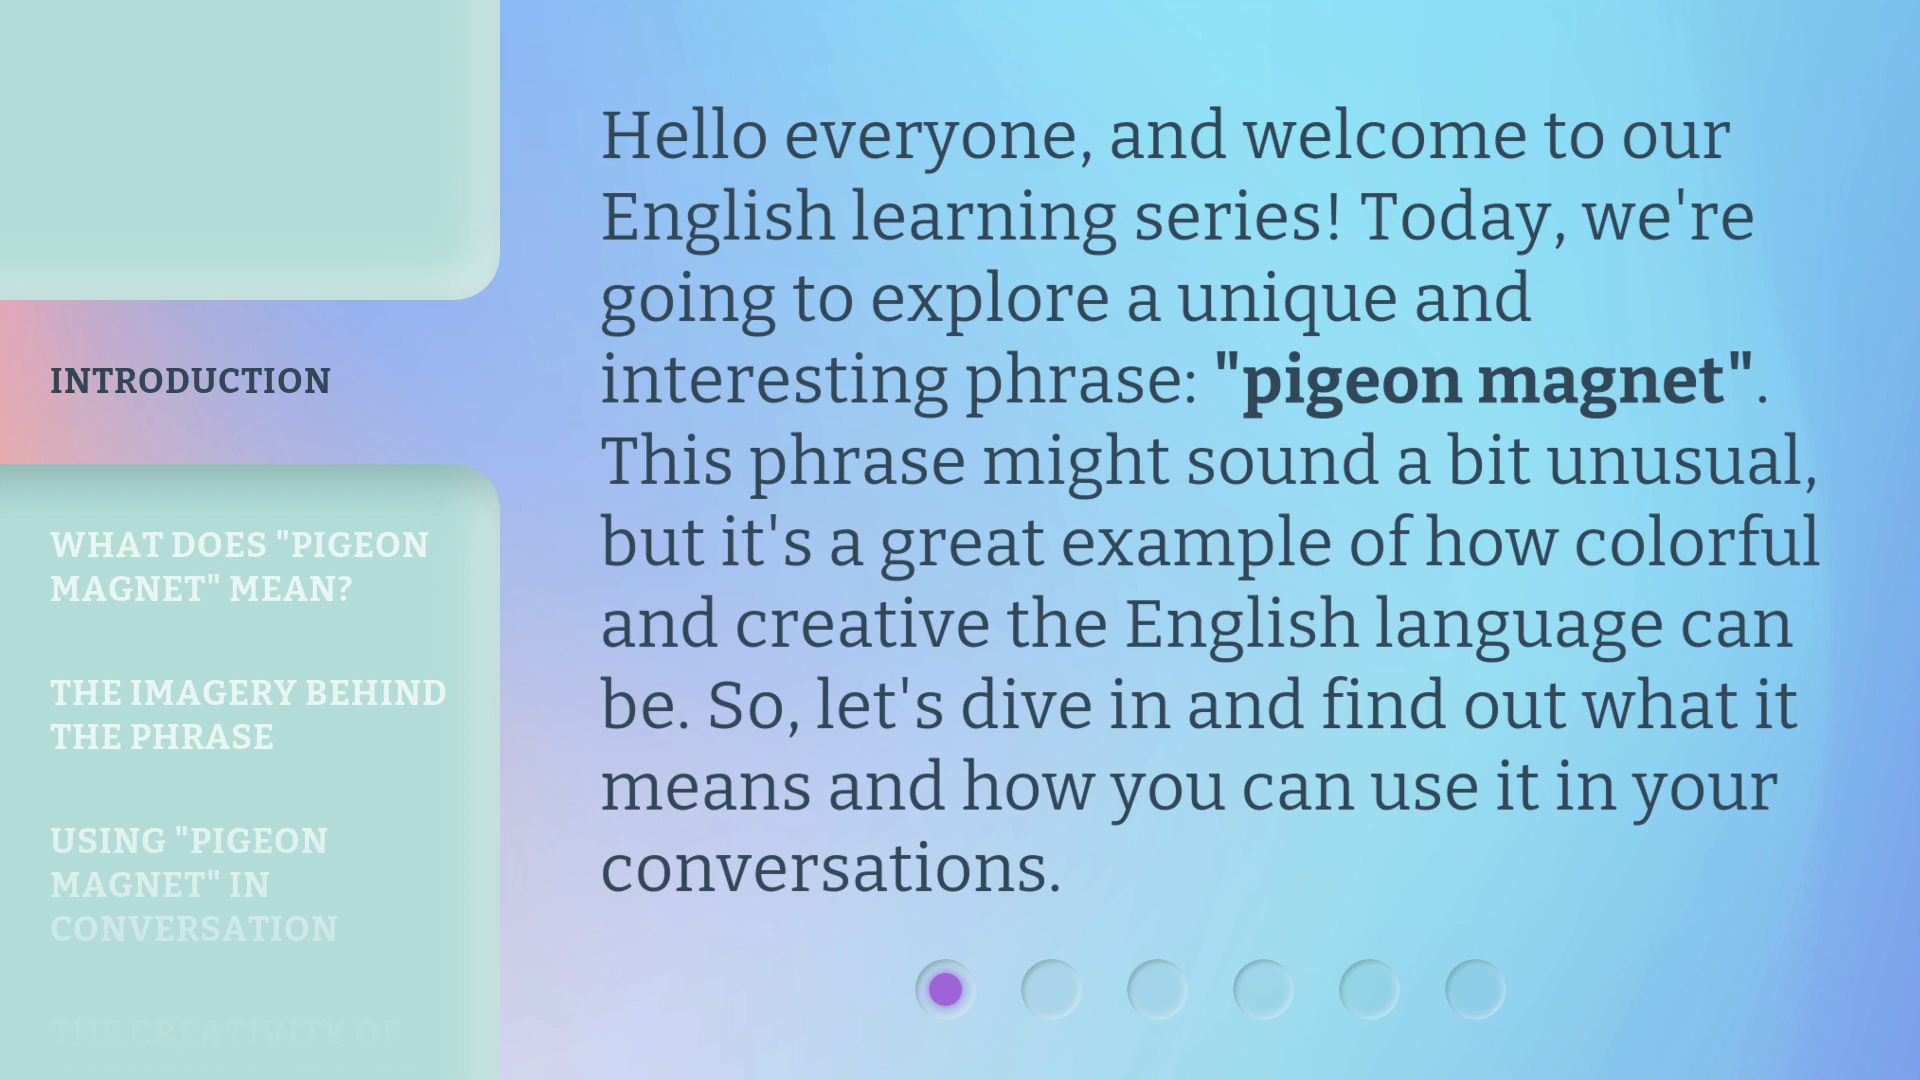 INTRODUCTION
WHAT DOES "PIGEON
MAGNET" MEAN?
THE IMAGERY BEHIND
THE PHRASE
USING "PIGEON
MAGNET" IN
CONVERSATION
THE CREATIVITY OF
Hello everyone, and welcome to our
English learning series! Today, we're
going to explore a unique and
interesting phrase: "pigeon magnet".
This phrase might sound a bit unusual,
but it's a great example of how colorful
and creative the English language can
be. So, let's dive in and find out what it
means and how you can use it in your
conversations.